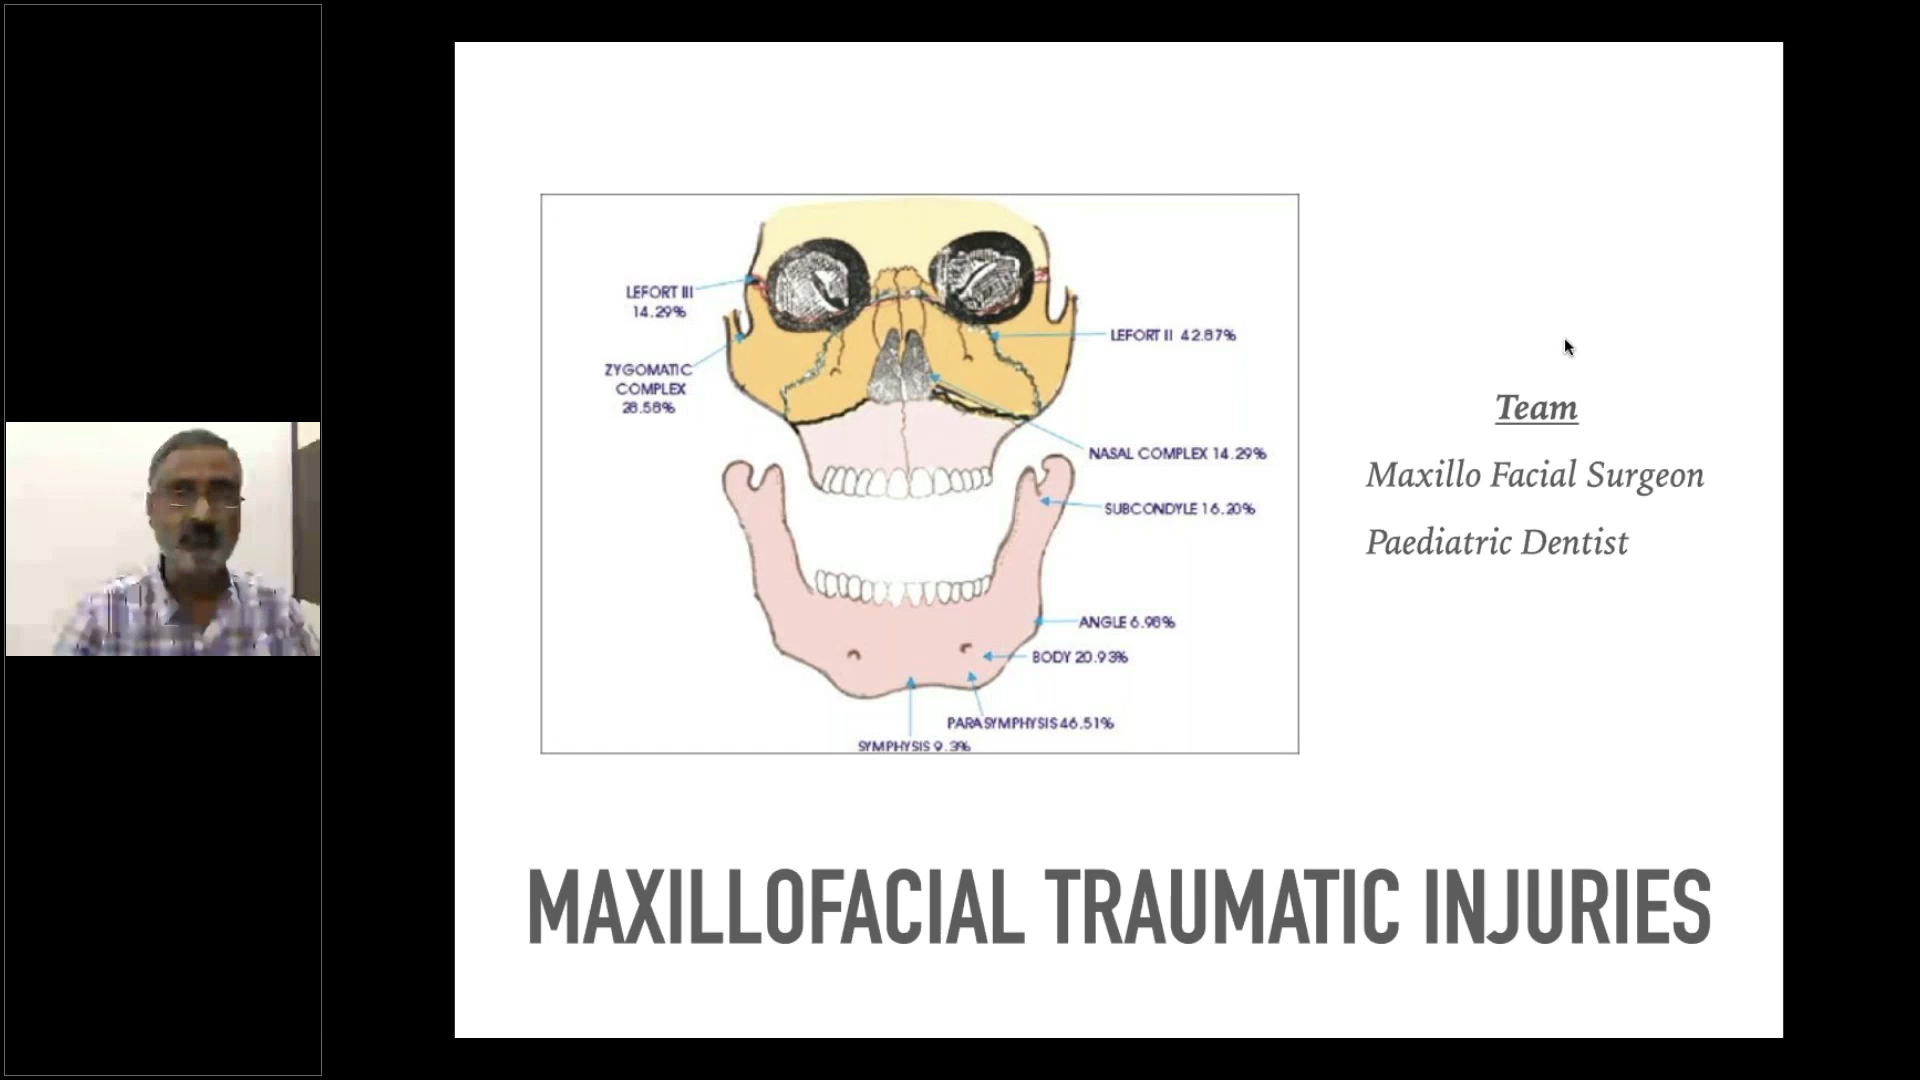 LEFORT III
14.29%
ZYGOMATIC
COMPLEX
28.58%
LEFORT II 42.87%
NASAL COMPLEX 14.29%
SUBCONDYLE 16.20%
ANGLE 6.98%
BODY 20.93%
PARASYMPHYSIS 46.51%
SYMPHYSIS 9.3%
Team
Maxillo Facial Surgeon
Paediatric Dentist
MAXILLOFACIAL TRAUMATIC INJURIES